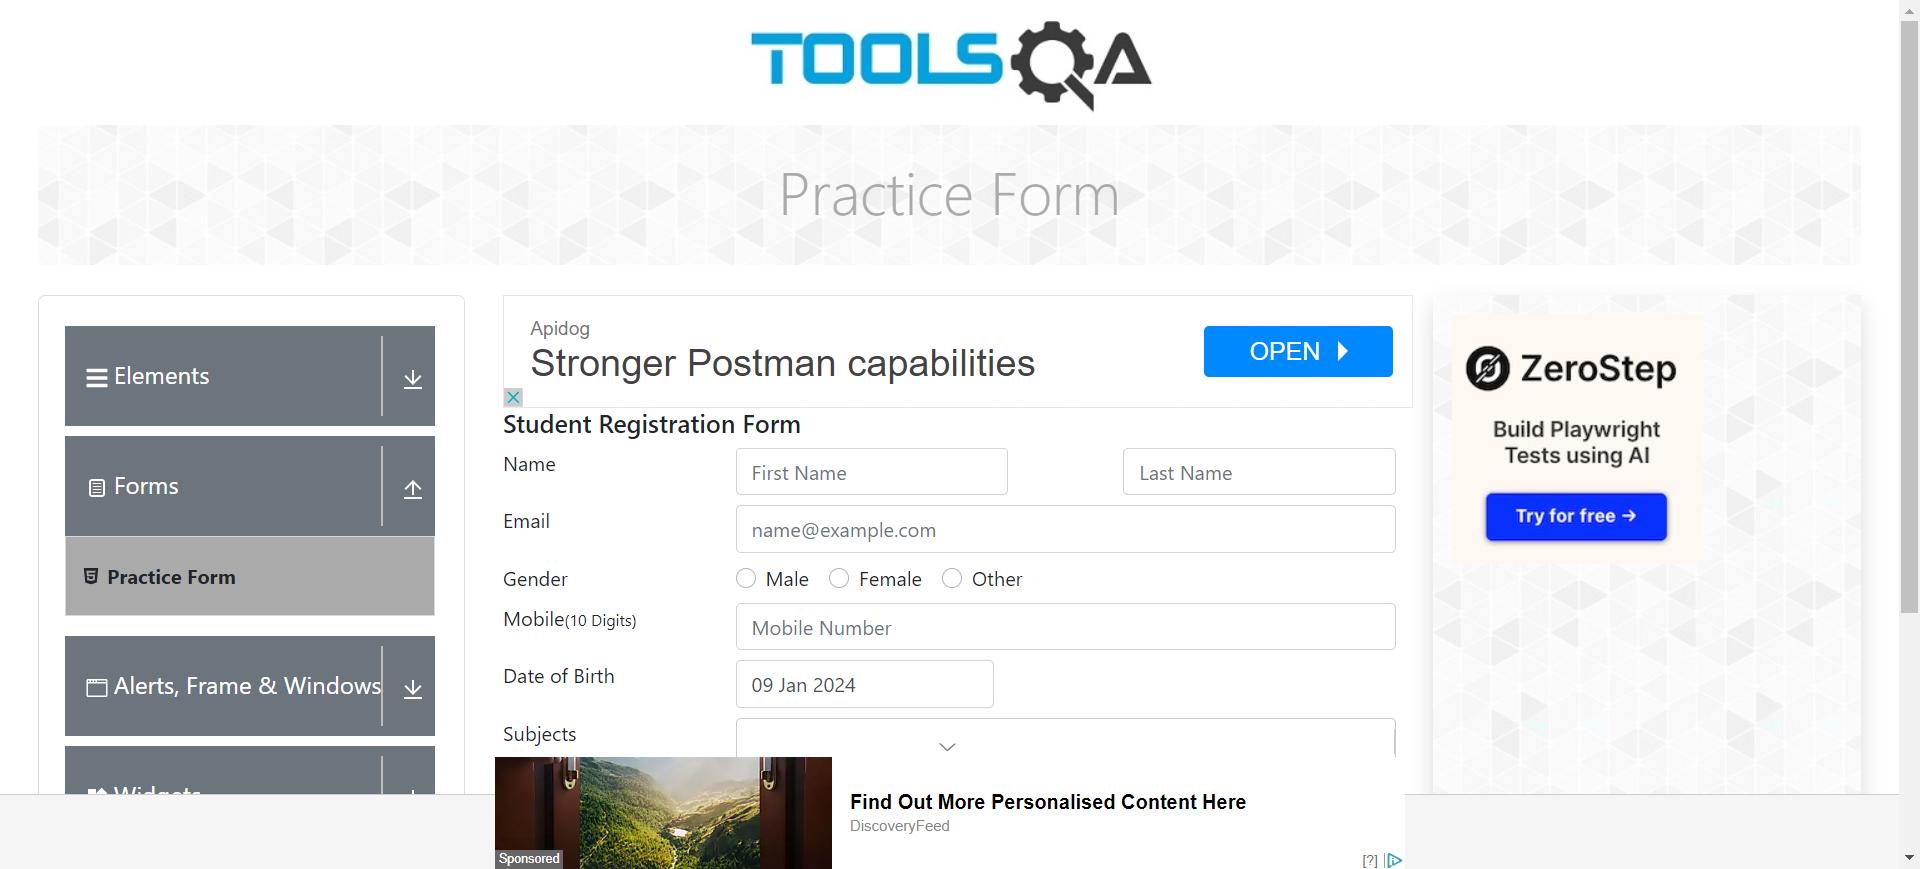 TOOLSQA
Practice Form
Elements
Forms
Practice Form
Alerts, Frame & Windows
Widgets
Apidog
Stronger Postman capabilities
OPEN
Student Registration Form
Name
First Name
Last Name
Email
name@example.com
Gender
Male
Female
Other
Mobile(10 Digits)
Mobile Number
Date of Birth
09 Jan 2024
Subjects
Sponsored
Find Out More Personalised Content Here
DiscoveryFeed
[?]
ZeroStep
Build Playwright
Tests using AI
Try for free →